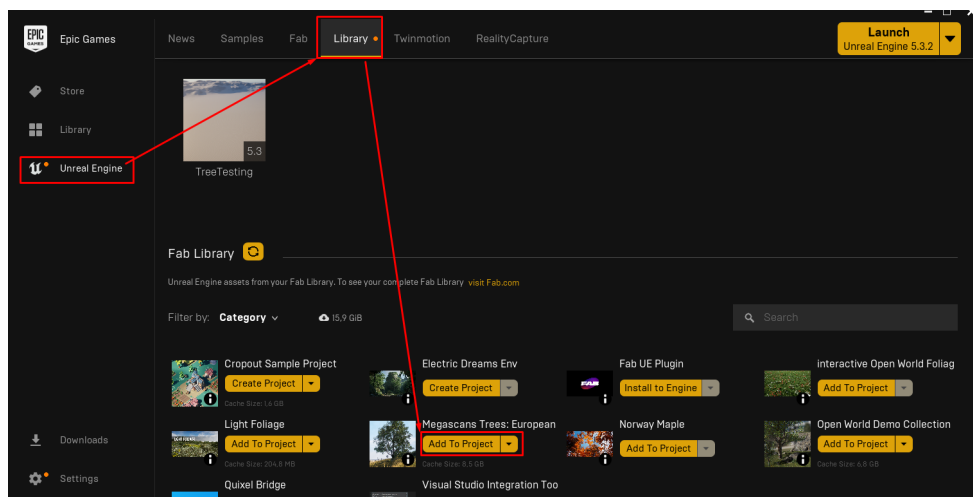 EPIC GAMES
Epic Games
News Samples Fab Library Twinmotion RealityCapture
Launch
Unreal Engine 5.3.2
Store
Library
Unreal Engine
5.3
TreeTesting
Fab Library
Unreal Engine assets from your Fab Library. To see your complete Fab Library visit Fab.com
Filter by: Category 15,9 GiB
Search
Cropout Sample Project
Create Project
Cache Size: 1,6 GB
Electric Dreams Env
Create Project
Fab UE Plugin
FAB
Install to Engine
interactive Open World Foliag
Add To Project
Light Foliage
LIGHT FOLIAGE
Add To Project
Cache Size: 204,8 MB
Megascans Trees: European
Add To Project
Cache Size: 8,5 GB
Norway Maple
Add To Project
Open World Demo Collection
Add To Project
Cache Size: 6,8 GB
Quixel Bridge
Visual Studio Integration Too
Downloads
Settings